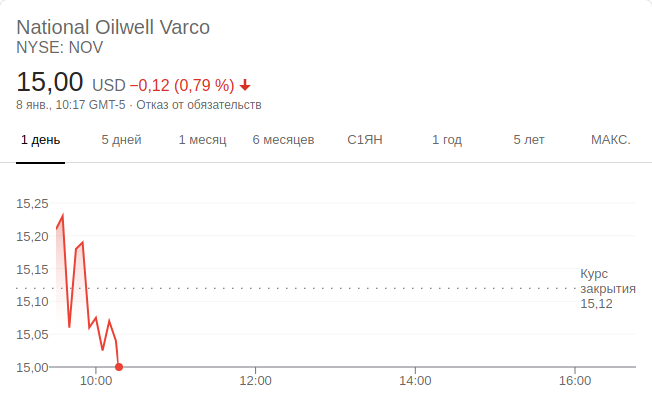 National Oilwell Varco
NYSE: NOV
15,00 USD −0,12 (0,79 %)
8 янв., 10:17 GMT-5 · Отказ от обязательств
1 день 5 дней 1 месяц 6 месяцев С1ЯН 1 год 5 лет МАКС.
15,25
15,20
15,15
15,10
15,05
15,00
Курс
закрытия
15,12
10:00 12:00 14:00 16:00